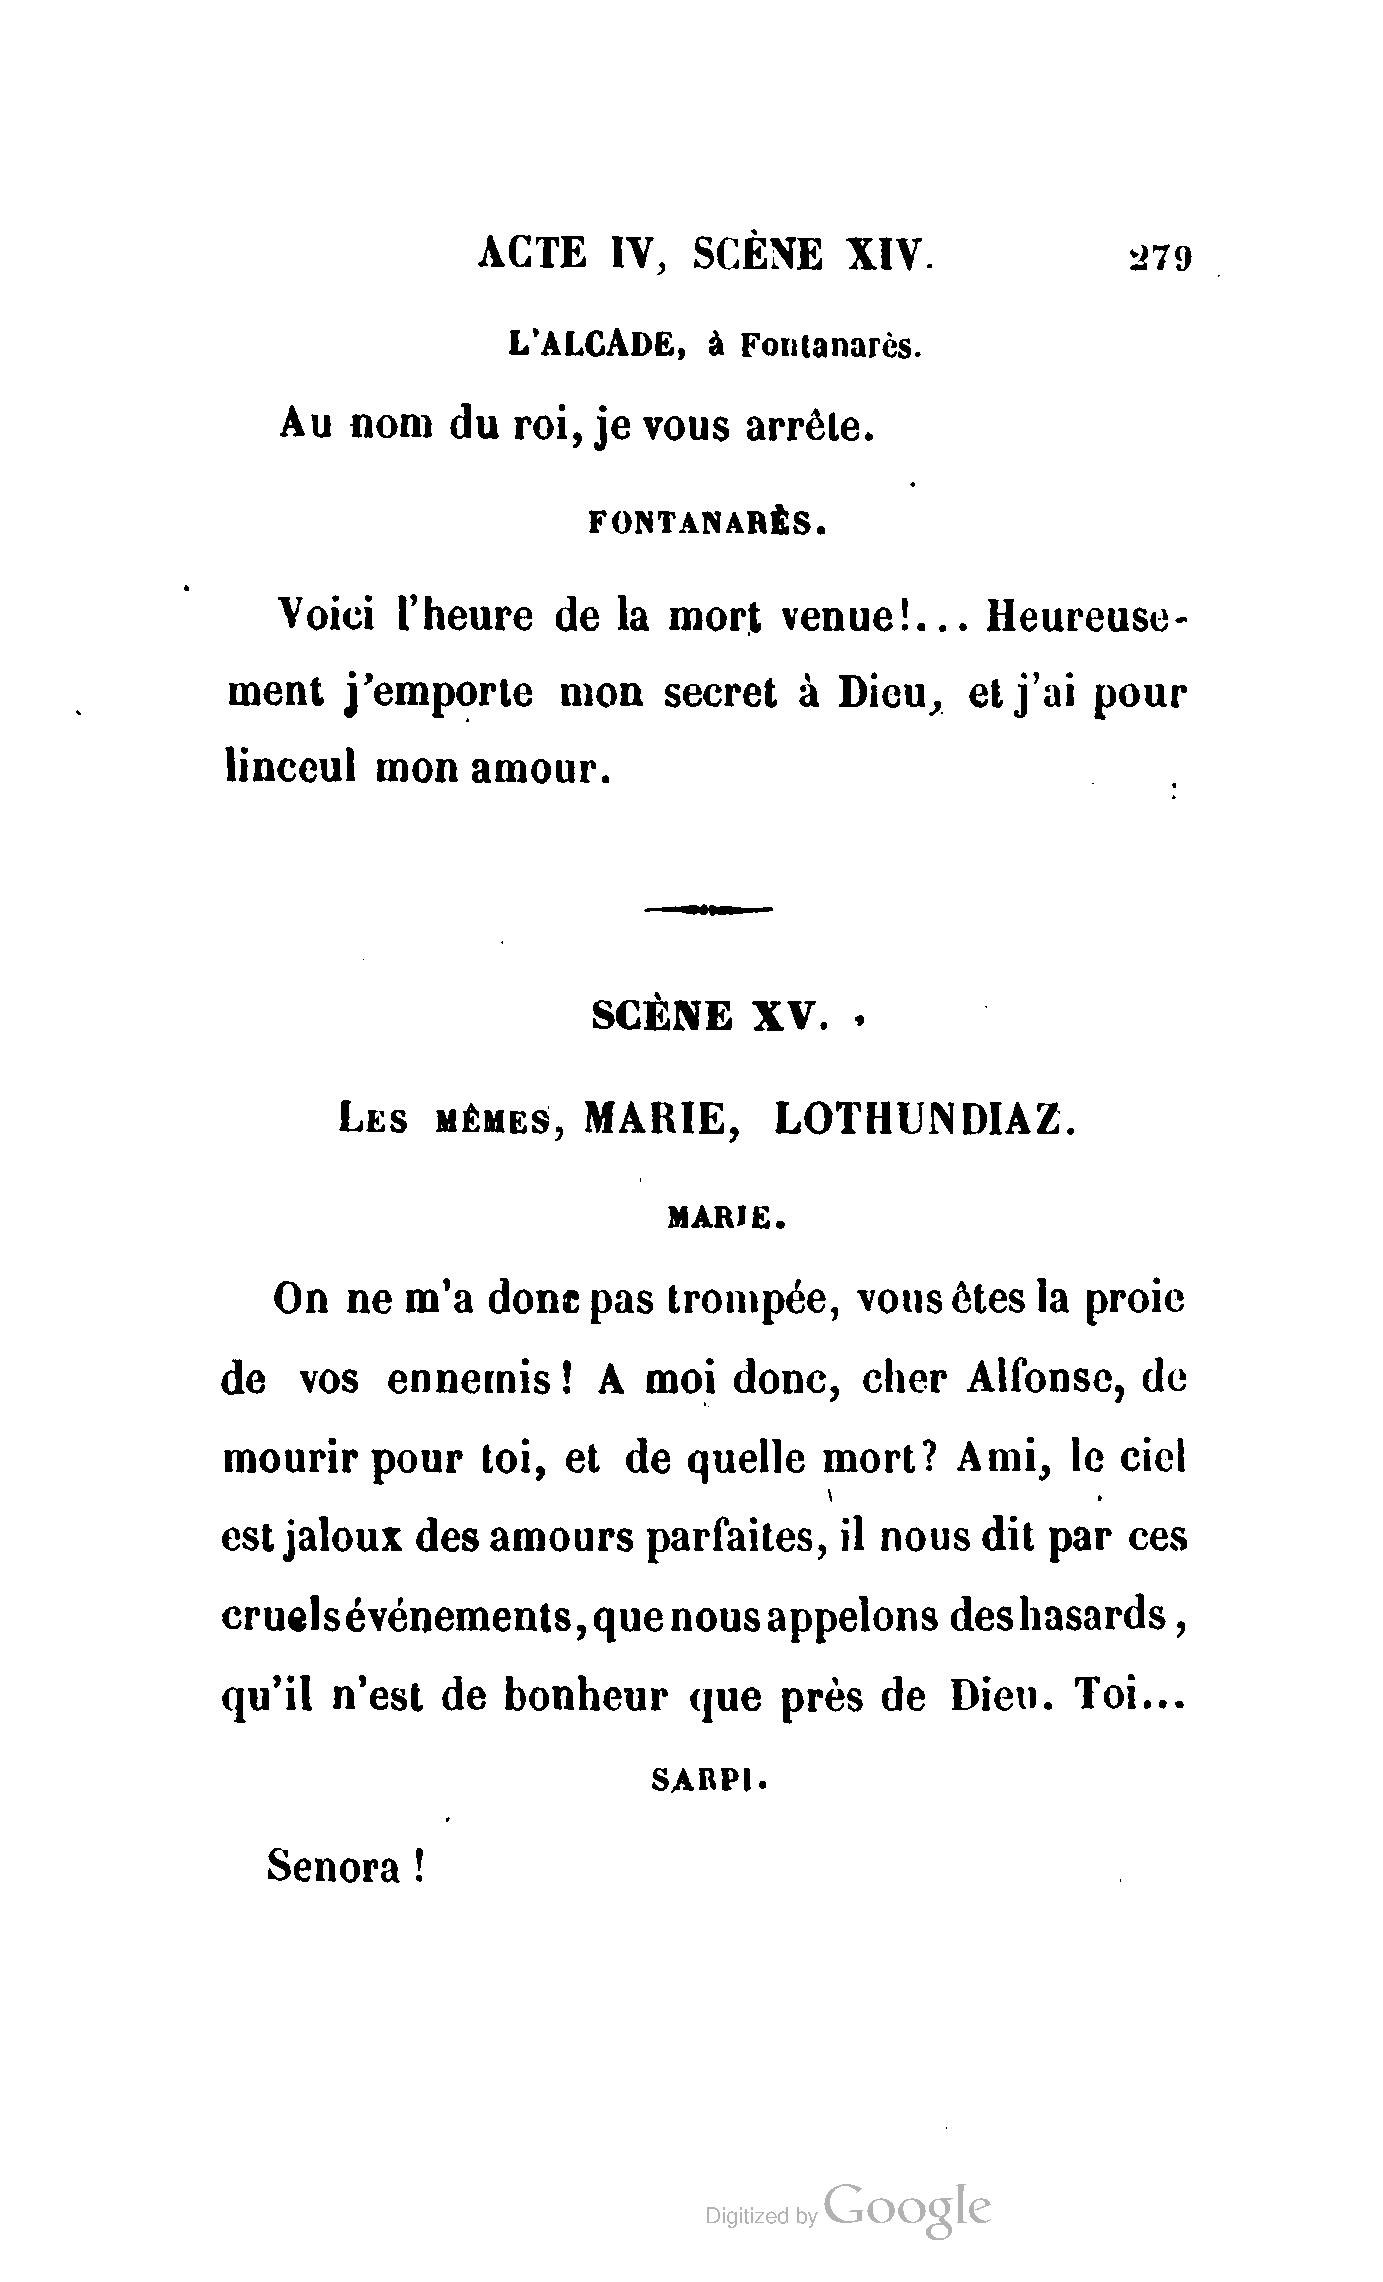 ACTE IV, SCÈNE XIV. 279
L'ALCADE, à Fontanarès.
Au nom du roi, je vous arrête.
FONTANARÈS.
Voici l'heure de la mort venue!... Heureuse-
ment j'emporte mon secret à Dieu, et j'ai pour
linceul mon amour.
SCÈNE XV.
LES MÊMES, MARIE, LOTHUNDIAZ.
MARIE.
On ne m'a donc pas trompée, vous êtes la proie
de vos ennemis! A moi donc, cher Alfonse, de
mourir pour toi, et de quelle mort? Ami, le ciel
est jaloux des amours parfaites, il nous dit par ces
cruels événements, que nous appelons des hasards,
qu'il n'est de bonheur que près de Dieu. Toi...
SARPI.
Senora !
Digitized by Google